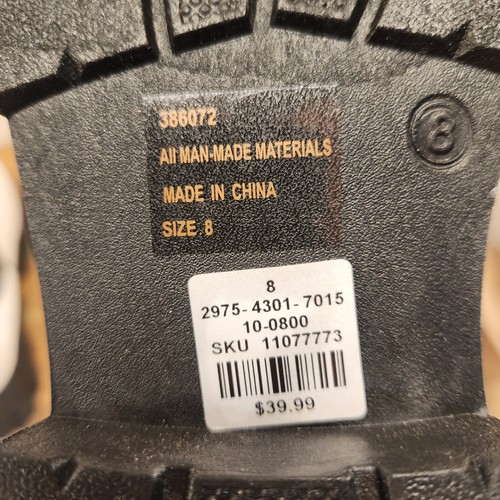 386072
All MAN-MADE MATERIALS
MADE IN CHINA
SIZE 8
8
8
2975-4301-7015
10-0800
SKU 11077773
$39.99